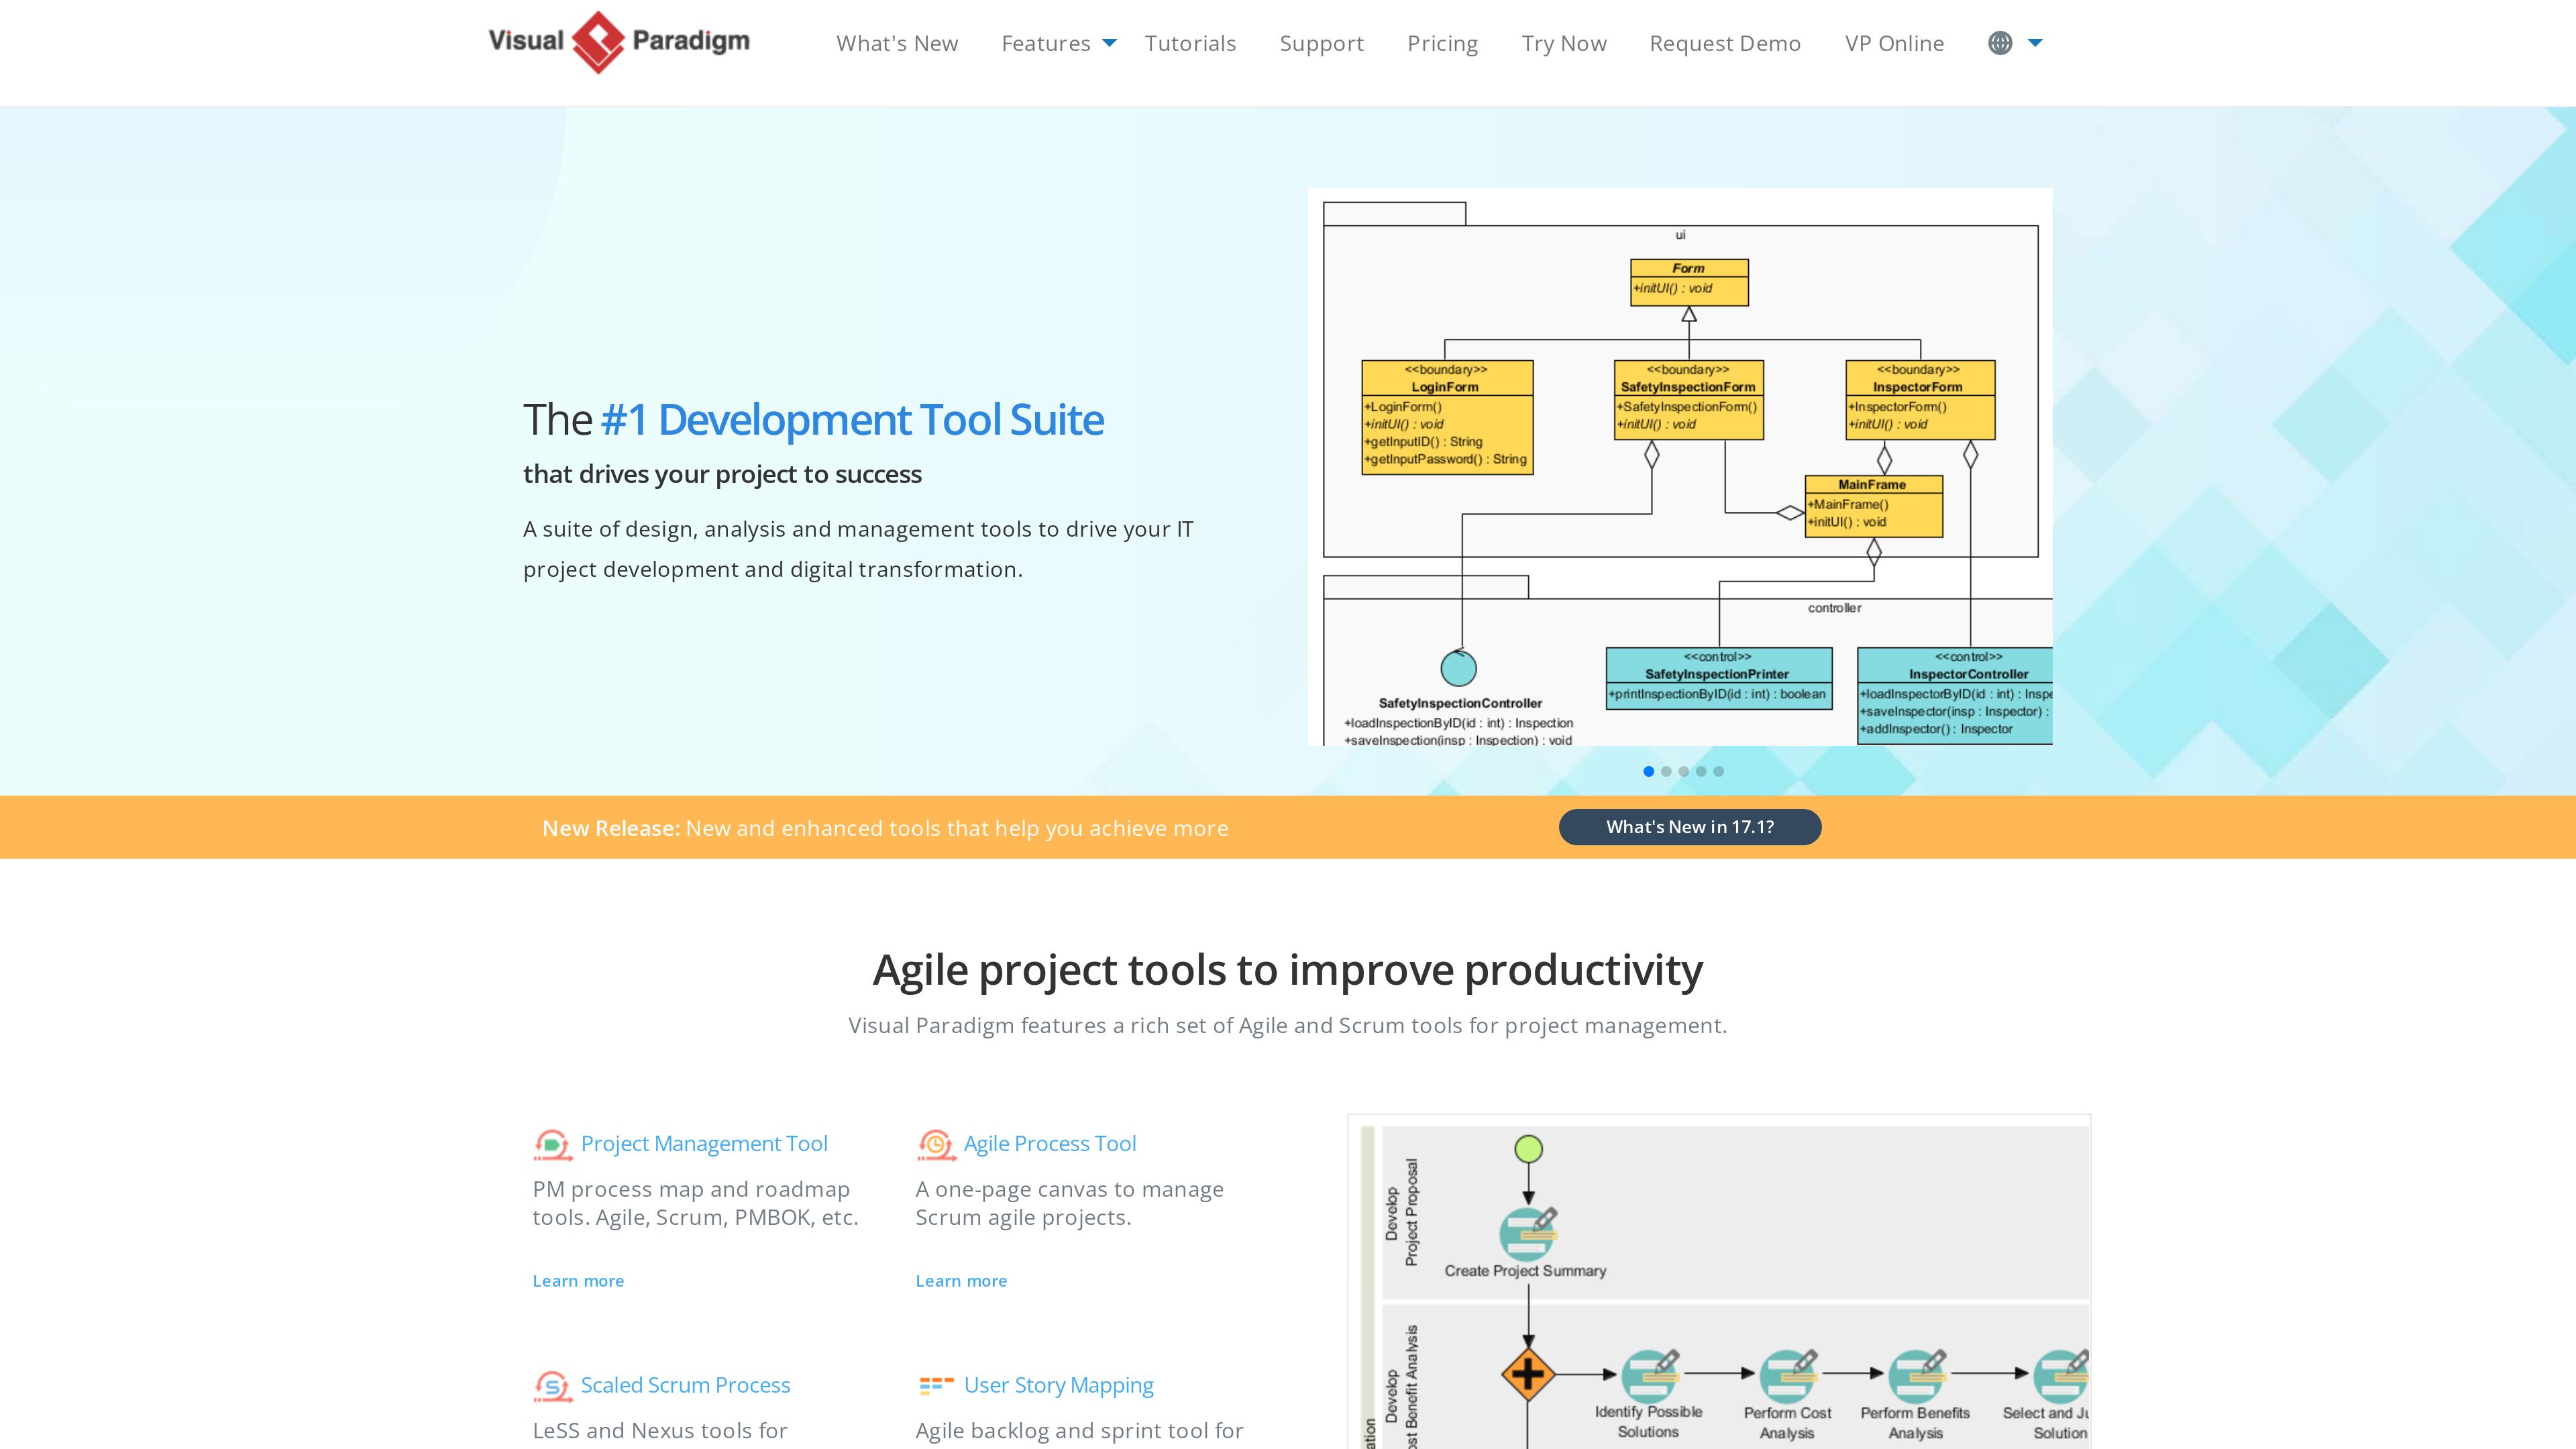 Visual Paradigm
What's New
Features
Tutorials
Support
Pricing
Try Now
Request Demo
VP Online
The #1 Development Tool Suite
that drives your project to success
A suite of design, analysis and management tools to drive your IT
project development and digital transformation.
ui
Form
+initUI() : void
<<boundary>>
LoginForm
+LoginForm()
+initUI() : void
+getInputID() : String
+getInputPassword() : String
<<boundary>>
SafetyInspectionForm
+SafetyInspectionForm()
+initUI() : void
<<boundary>>
InspectorForm
+InspectorForm()
+initUI() : void
MainFrame
+MainFrame()
+initUI() : void
controller
SafetyInspectionController
+loadInspectionByID(id : int) : Inspection
+saveInspection(insp : Inspection) : void
<<control>>
SafetyInspectionPrinter
+printInspectionByID(id : int) : boolean
<<control>>
InspectorController
+loadInspectorByID(id : int) : Inspe
+saveInspector(insp : Inspector) :
+addInspector() : Inspector
New Release: New and enhanced tools that help you achieve more
What's New in 17.1?
Agile project tools to improve productivity
Visual Paradigm features a rich set of Agile and Scrum tools for project management.
Project Management Tool
PM process map and roadmap
tools. Agile, Scrum, PMBOK, etc.
Learn more
Agile Process Tool
A one-page canvas to manage
Scrum agile projects.
Learn more
Scaled Scrum Process
LeSS and Nexus tools for
User Story Mapping
Agile backlog and sprint tool for
Develop
Project Proposal
Create Project Summary
Develop
ost Benefit Analysis
ation
Identify Possible
Solutions
Perform Cost
Analysis
Perform Benefits
Analysis
Select and Ju
Solution